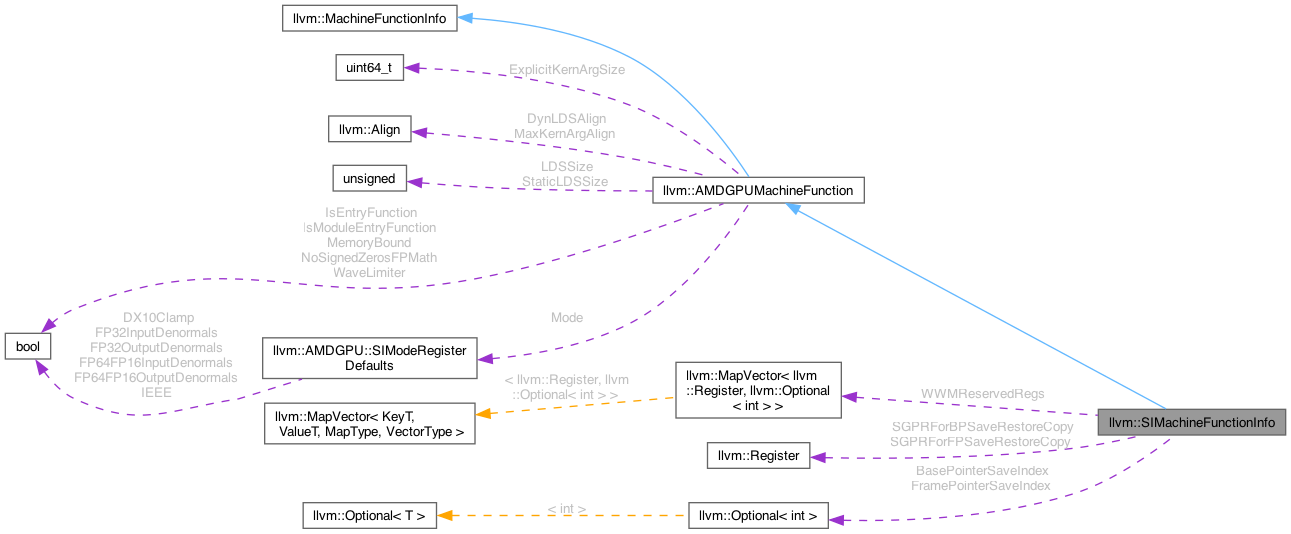 llvm::MachineFunctionInfo
uint64_t
ExplicitKernArgSize
llvm::Align
DynLDSAlign
MaxKernArgAlign
unsigned
LDSSize
StaticLDSSize
llvm::AMDGPUMachineFunction
IsEntryFunction
IsModuleEntryFunction
MemoryBound
NoSignedZerosFPMath
WaveLimiter
bool
DX10Clamp
FP32InputDenormals
FP32OutputDenormals
FP64FP16InputDenormals
FP64FP16OutputDenormals
IEEE
Mode
llvm::AMDGPU::SIModeRegister
Defaults
llvm::MapVector< KeyT,
ValueT, MapType, VectorType >
< llvm::Register, llvm
::Optional< int > >
llvm::MapVector< llvm
::Register, llvm::Optional
< int > >
WWMReservedRegs
llvm::SIMachineFunctionInfo
SGPRForBPSaveRestoreCopy
SGPRForFPSaveRestoreCopy
llvm::Register
BasePointerSaveIndex
FramePointerSaveIndex
llvm::Optional< T >
< int >
llvm::Optional< int >